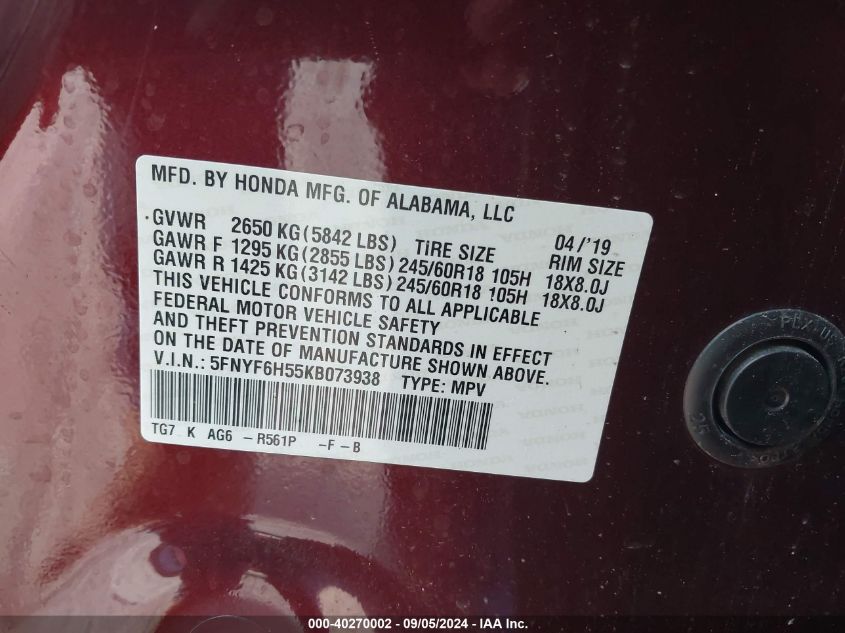 MFD. BY HONDA MFG. OF ALABAMA, LLC
GVWR 2650 KG(5842 LBS) TiRE SIZE 04/'19 RIM SIZE
GAWR F 1295 KG(2855 LBS)245/60R18 105H 18X8.0J
GAWR R 1425 KG(3142 LBS)245/60R18 105H 18X8.0J
THIS VEHICLE CONFORMS TO ALL APPLICABLE
FEDERAL MOTOR VEHICLE SAFETY
AND THEFT PREVENTION STANDARDS IN EFFECT
ON THE DATE OF MANUFACTURE SHOWN ABOVE.
V.I.N.: 5FNYF6H55KB073938 TYPE: MPV
TG7 K AG6 -R561P -F-B
000-40270002 - 09/05/2024 - IAA Inc.